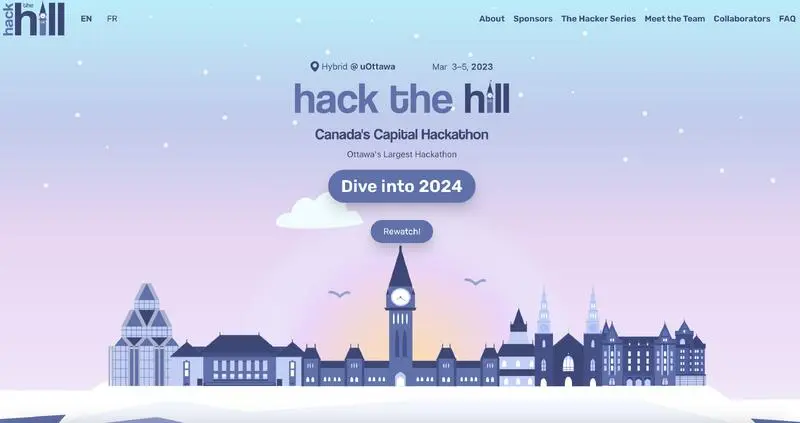 hack the hill
EN FR About Sponsors The Hacker Series Meet the Team Collaborators FAQ
Hybrid @ uOttawa Mar 3–5, 2023
hack the hill
Canada's Capital Hackathon
Ottawa's Largest Hackathon
Dive into 2024
Rewatch!